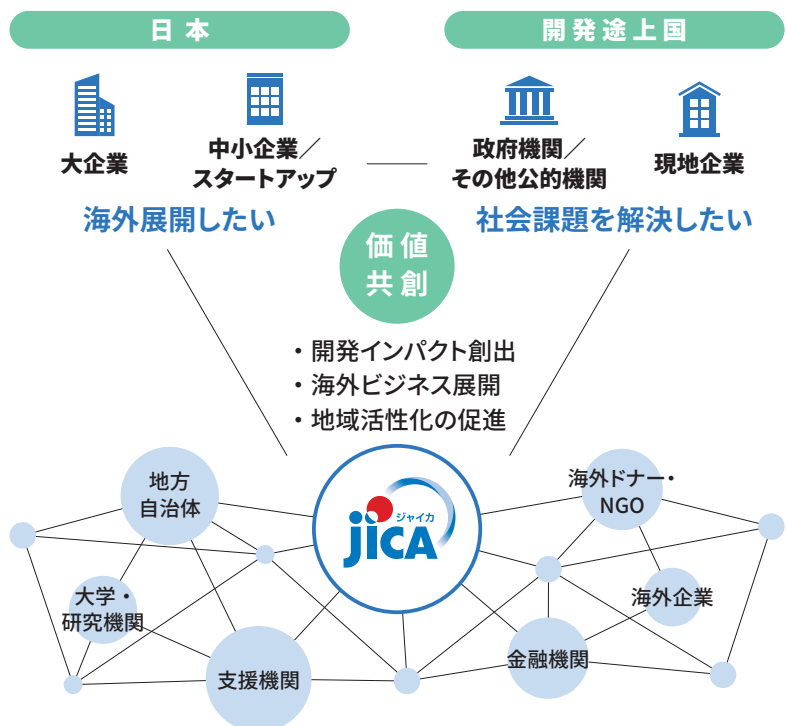 日本
開発途上国
大企業
中小企業／
スタートアップ
政府機関／
その他公的機関
現地企業
海外展開したい
社会課題を解決したい
価値
共創
・開発インパクト創出
・海外ビジネス展開
・地域活性化の促進
地方
自治体
海外ドナー・
NGO
ジャイカ
jICA
大学・
研究機関
海外企業
支援機関
金融機関